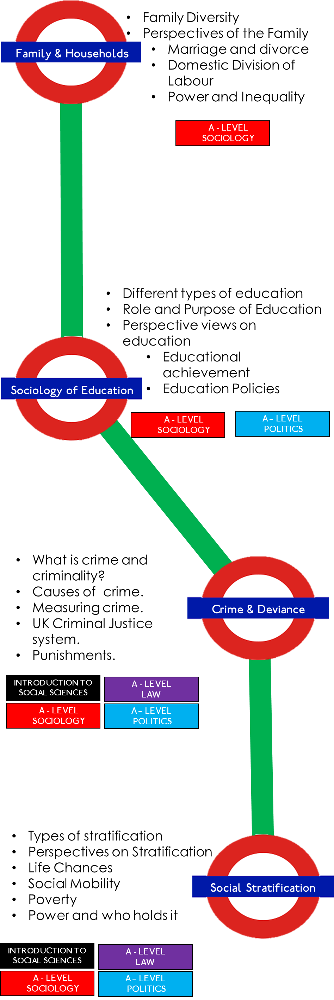 • Family Diversity
• Perspectives of the Family
• Marriage and divorce
• Domestic Division of
Labour
• Power and Inequality
Family & Households
A - LEVEL
SOCIOLOGY
• Different types of education
• Role and Purpose of Education
• Perspective views on
education
• Educational
achievement
• Education Policies
Sociology of Education
A - LEVEL
SOCIOLOGY
A – LEVEL
POLITICS
• What is crime and
criminality?
• Causes of crime.
• Measuring crime.
• UK Criminal Justice
system.
• Punishments.
Crime & Deviance
INTRODUCTION TO
SOCIAL SCIENCES
A - LEVEL
LAW
A - LEVEL
SOCIOLOGY
A – LEVEL
POLITICS
• Types of stratification
• Perspectives on Stratification
• Life Chances
• Social Mobility
• Poverty
• Power and who holds it
Social Stratification
INTRODUCTION TO
SOCIAL SCIENCES
A - LEVEL
LAW
A - LEVEL
SOCIOLOGY
A – LEVEL
POLITICS